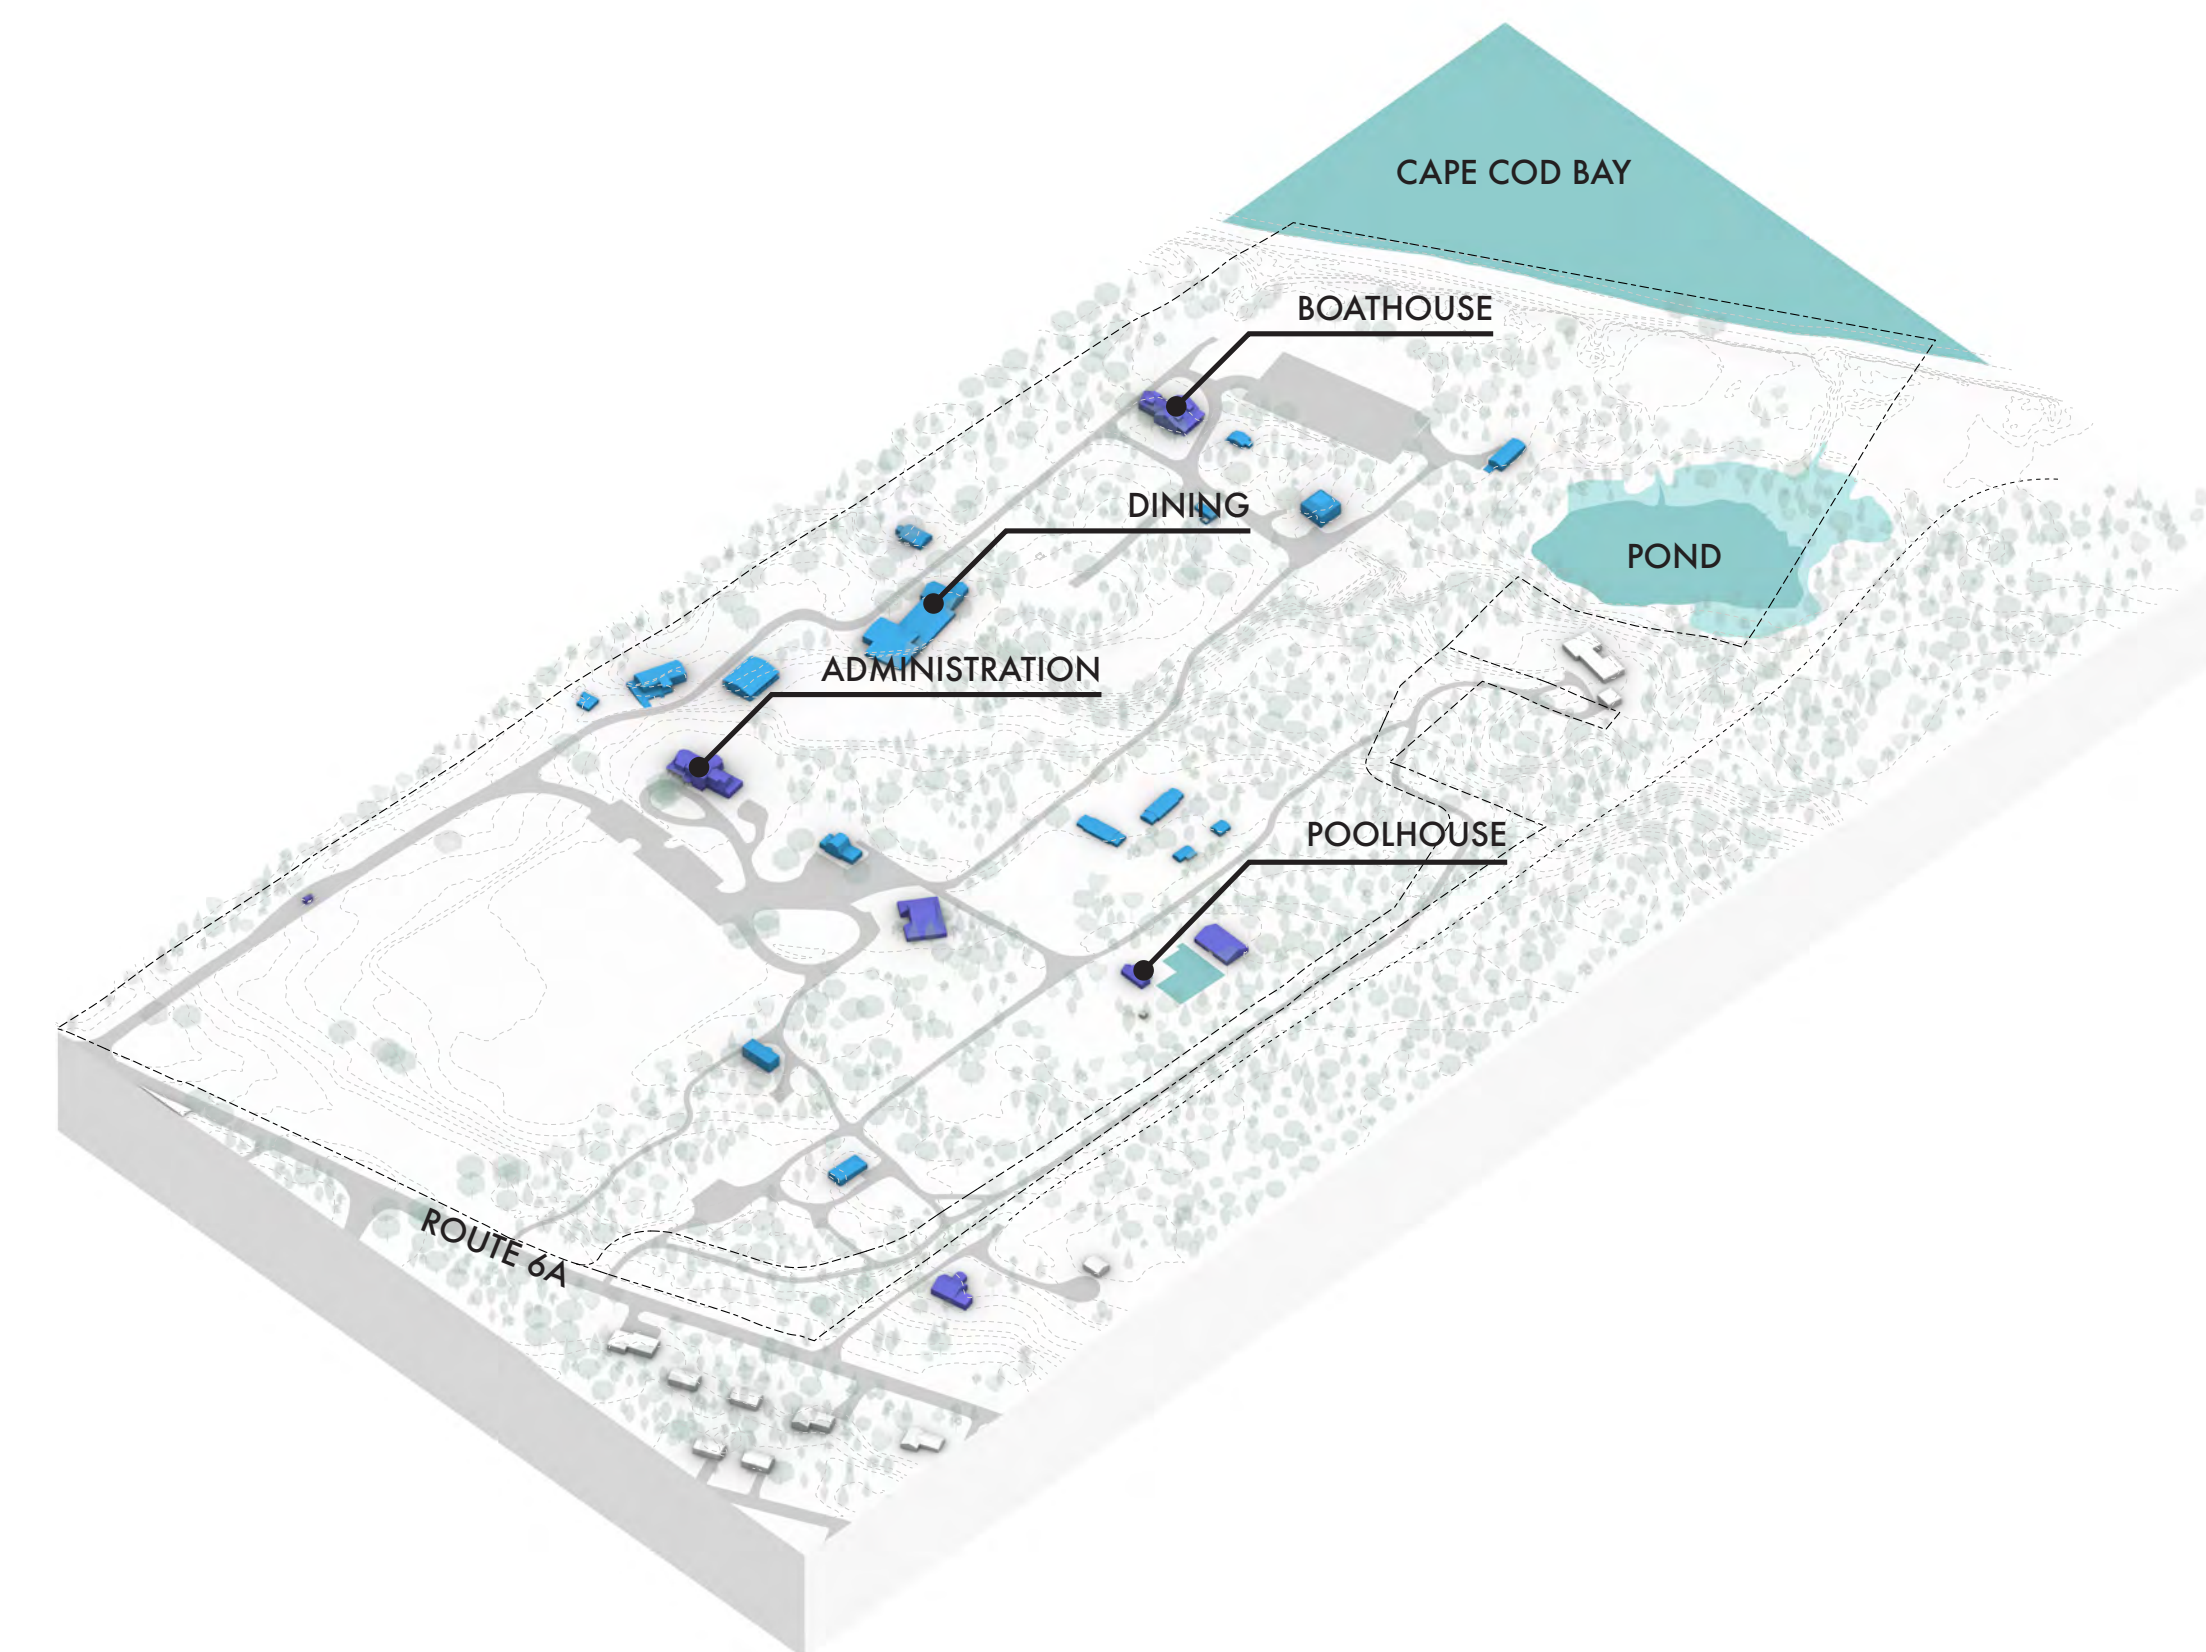 CAPE COD BAY
BOATHOUSE
DINING
POND
ADMINISTRATION
POOLHOUSE
ROUTE 6A